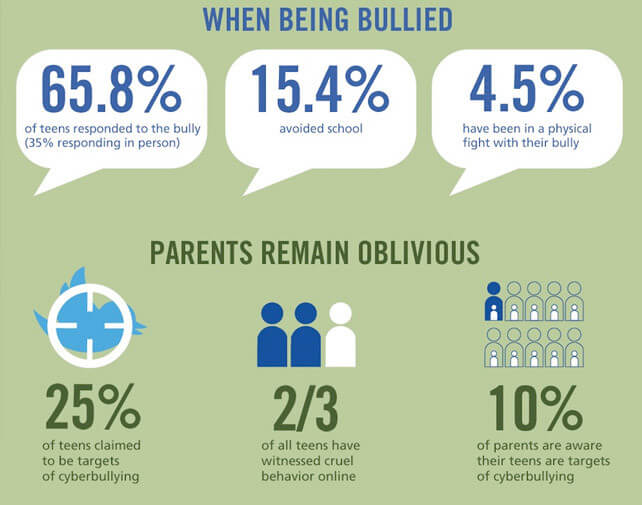 WHEN BEING BULLIED
65.8%
of teens responded to the bully
(35% responding in person)
15.4%
avoided school
4.5%
have been in a physical
fight with their bully
PARENTS REMAIN OBLIVIOUS
25%
of teens claimed
to be targets
of cyberbullying
2/3
of all teens have
witnessed cruel
behavior online
10%
of parents are aware
their teens are targets
of cyberbullying